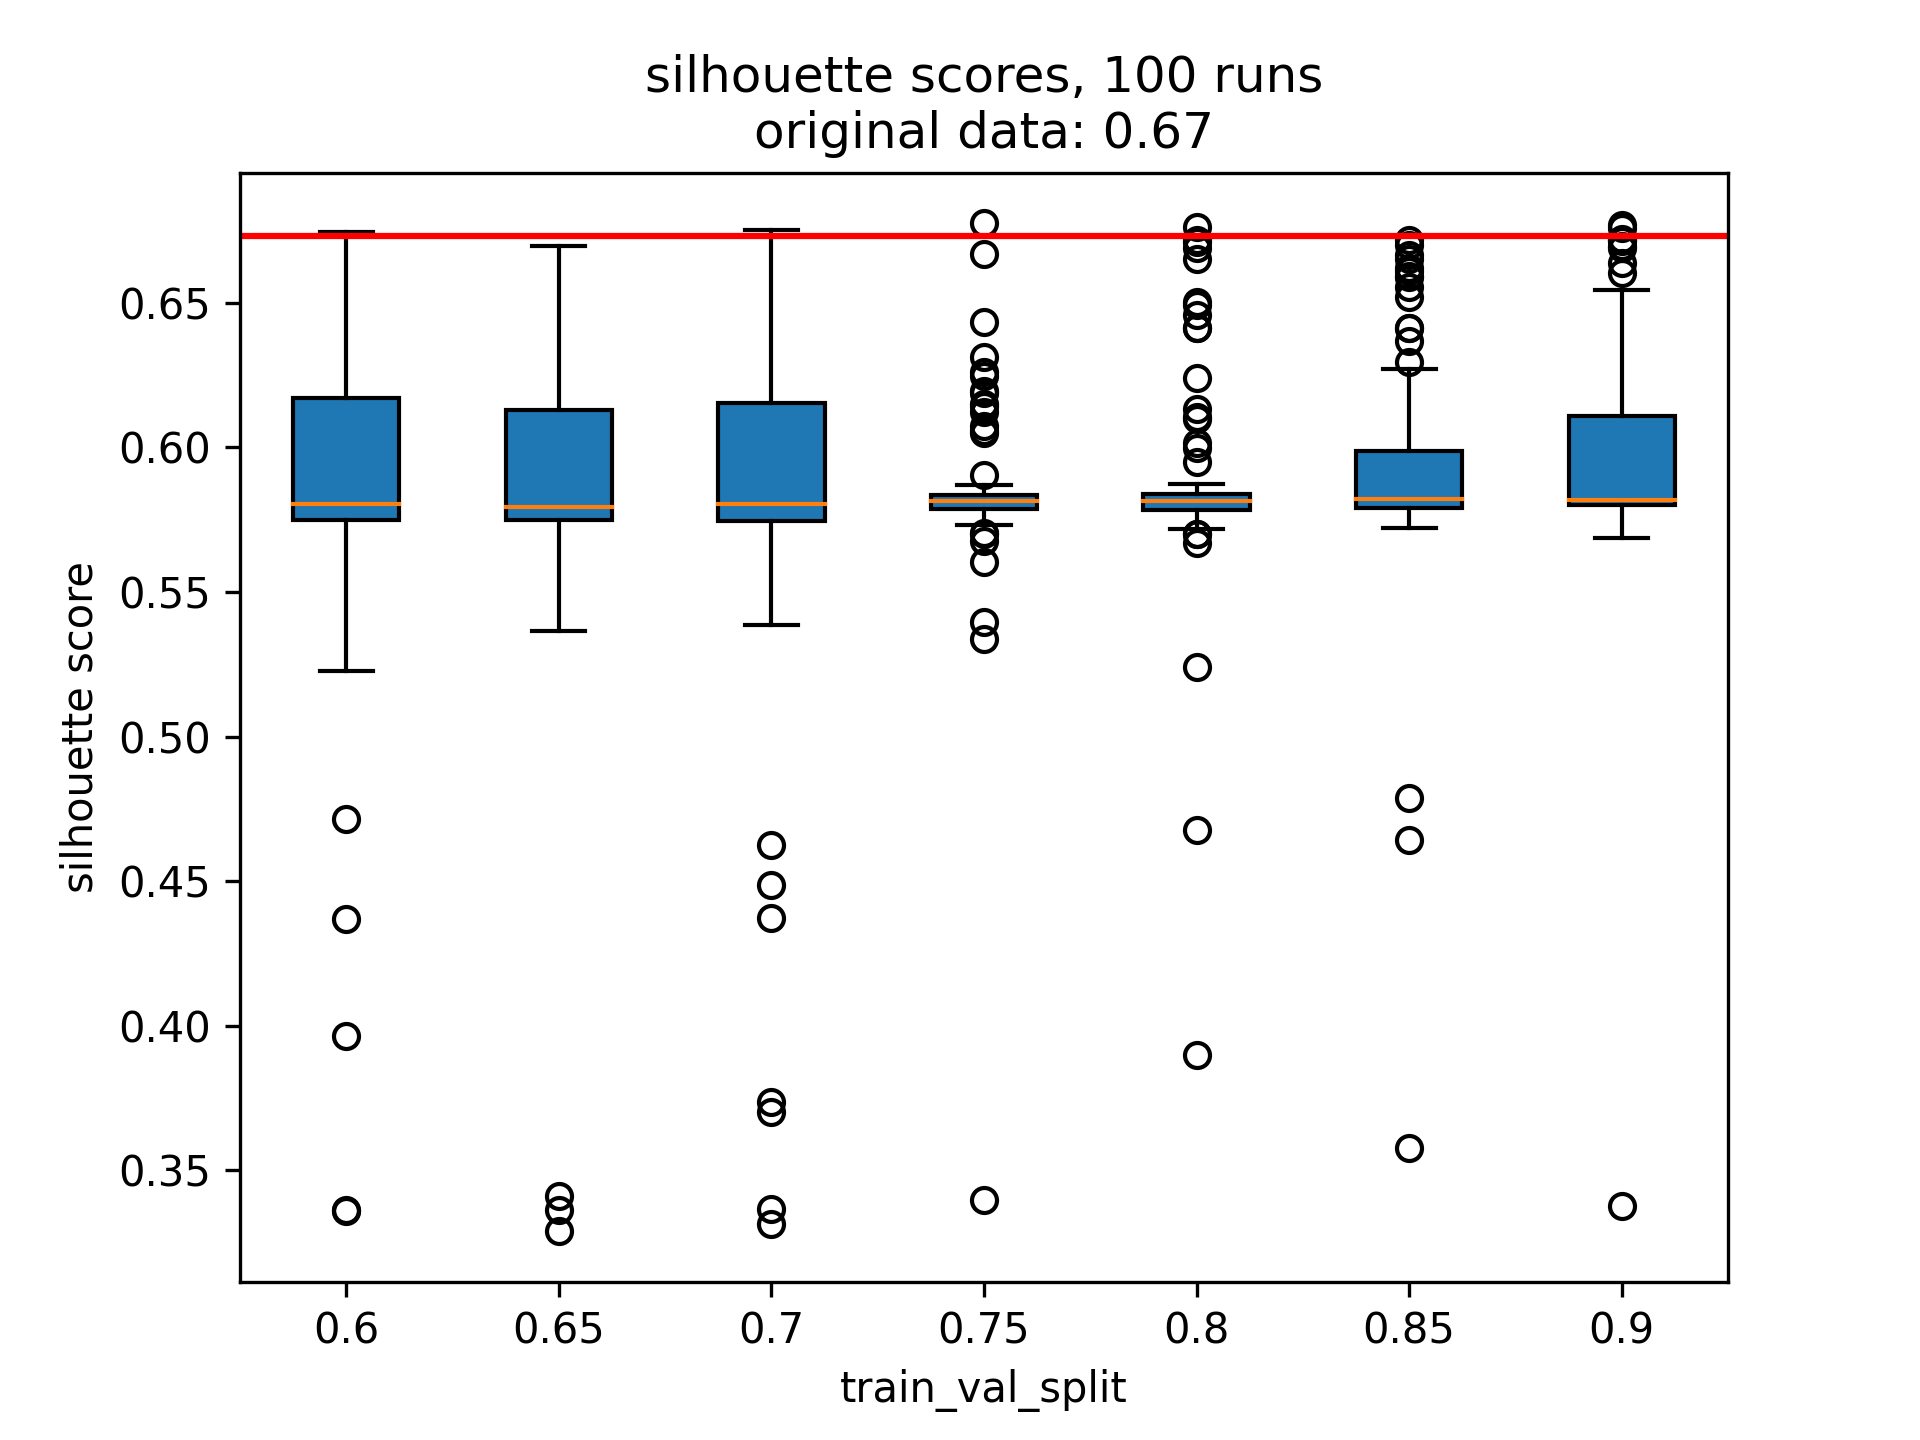 silhouette scores, 100 runs
original data: 0.67
silhouette score
0.65
0.60
0.55
0.50
0.45
0.40
0.35
0.6 0.65 0.7 0.75 0.8 0.85 0.9
train_val_split